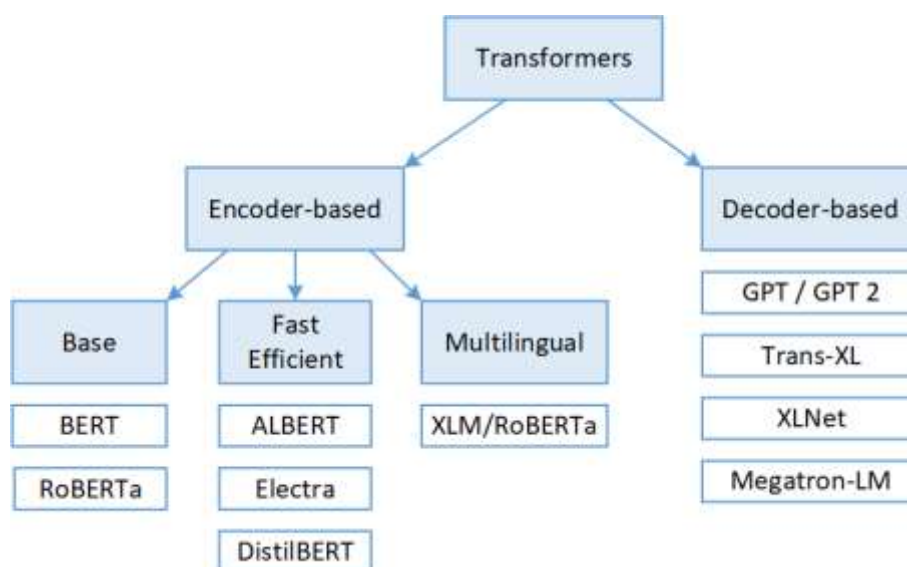 Transformers
Encoder-based
Decoder-based
Base
Fast
Efficient
Multilingual
GPT / GPT 2
Trans-XL
XLNet
Megatron-LM
BERT
RoBERTa
ALBERT
Electra
DistilBERT
XLM/RoBERTa